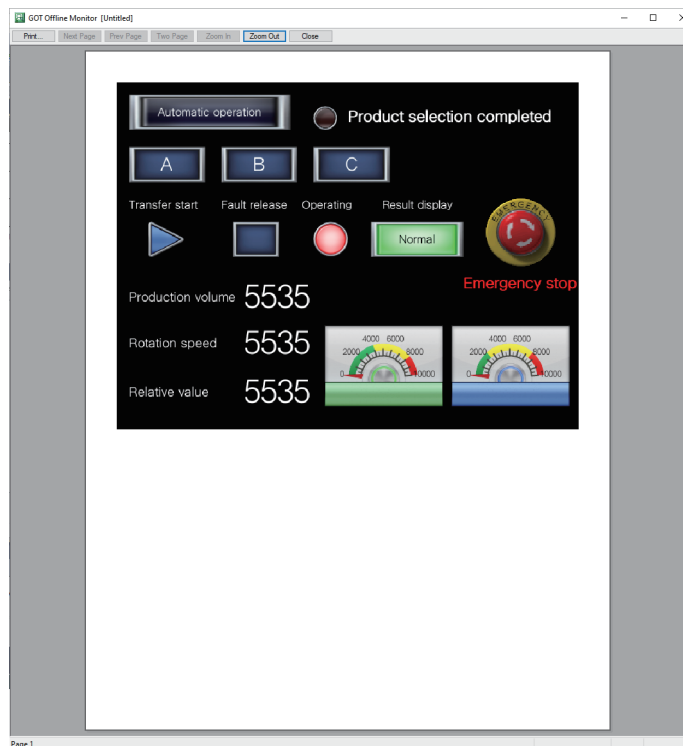 GOT Offline Monitor [Untitled]
Print... Next Page Prev Page Two Page Zoom In Zoom Out Close
Automatic operation
Product selection completed
A B C
Transfer start Fault release Operating Result display
EMERGENCY
Normal
Emergency stop
Production volume 5535
Rotation speed 5535
Relative value 5535
4000 6000
2000 8000
0 10000
4000 6000
2000 8000
0 10000
Page 1